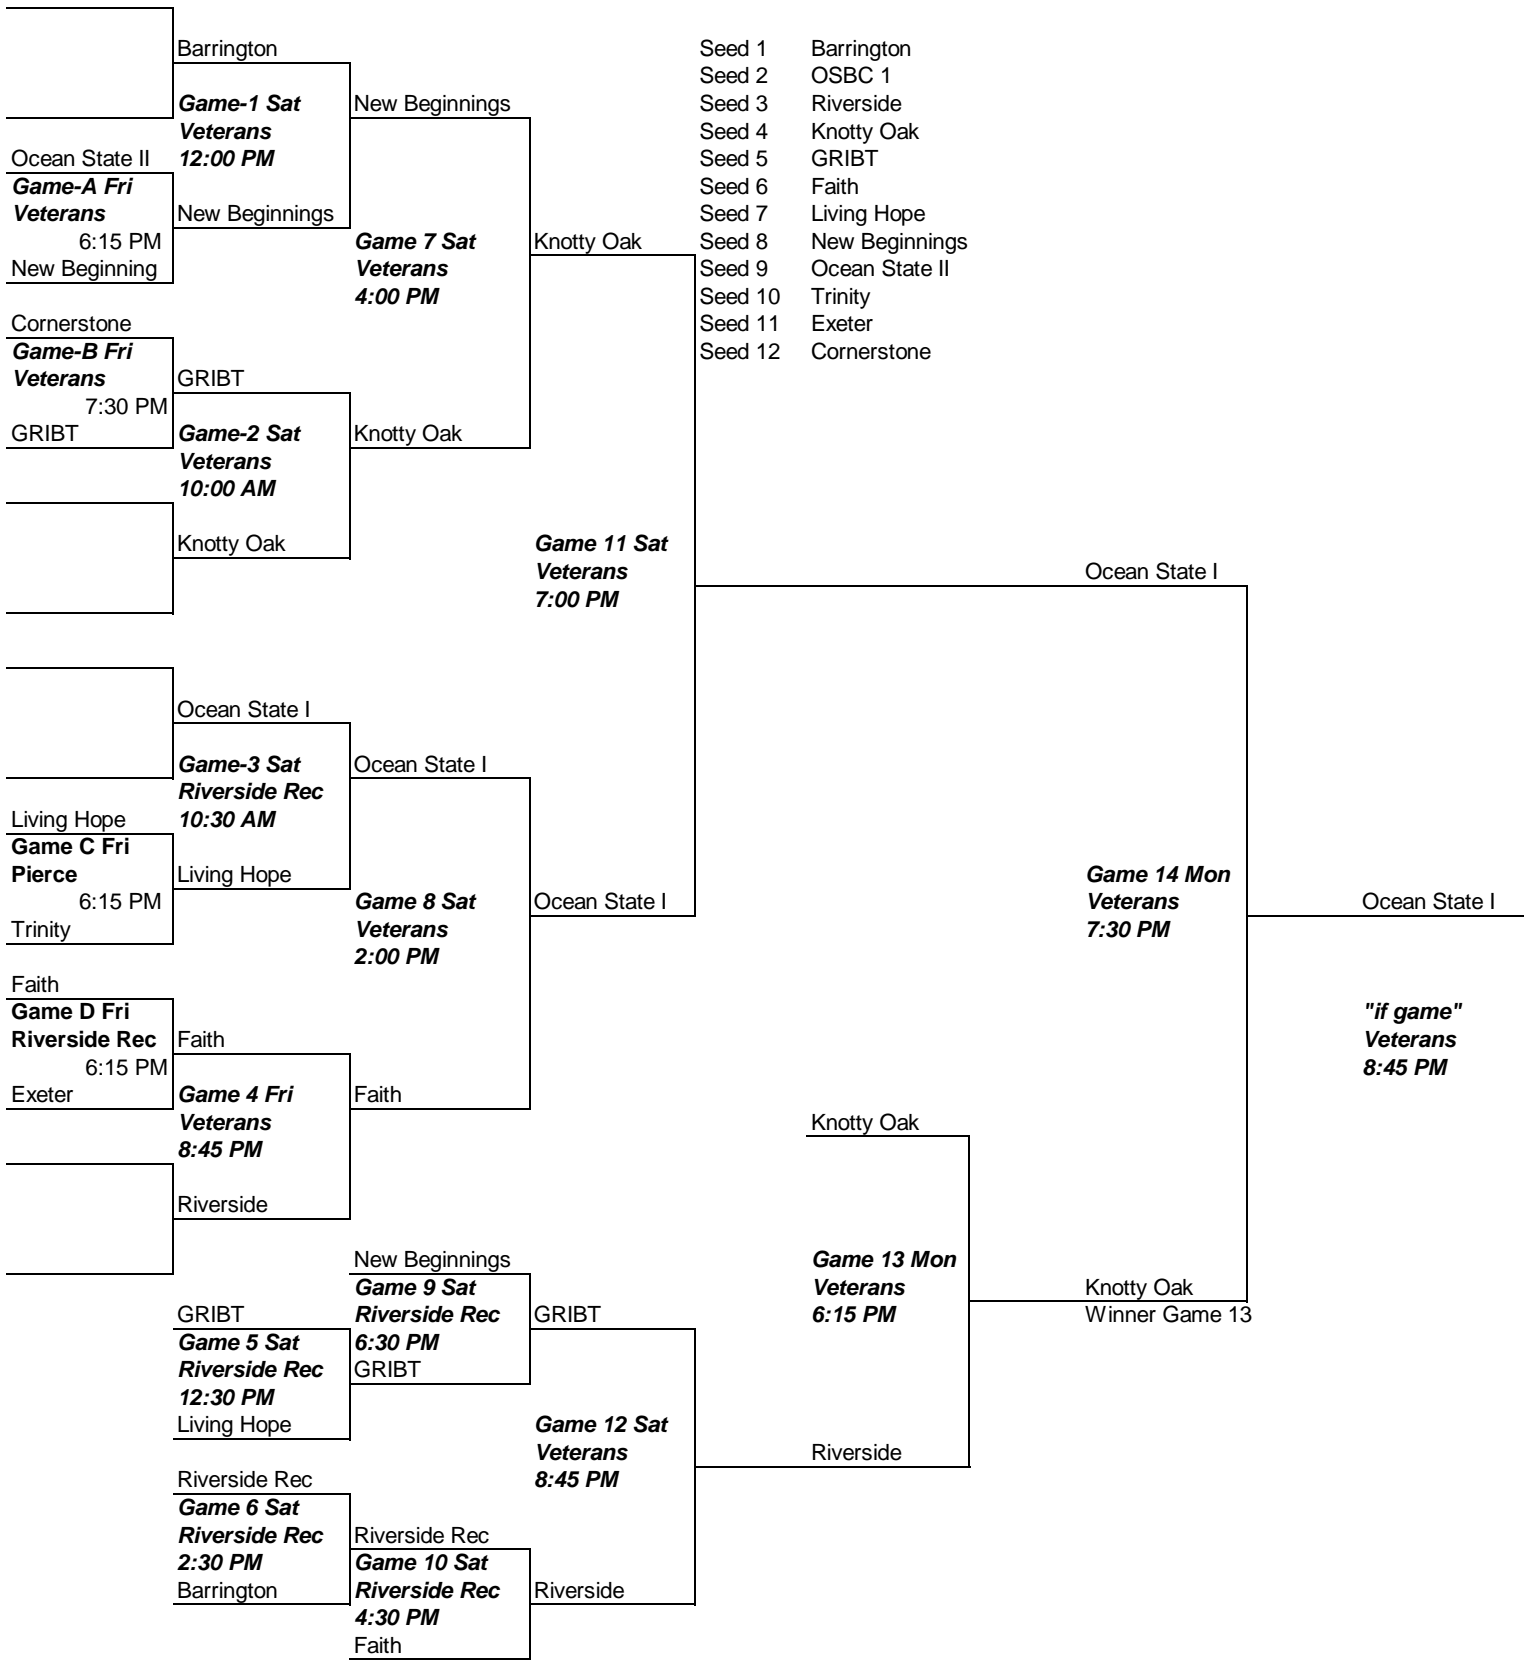 Barrington
Game-1 Sat
Veterans
12:00 PM
New Beginnings
Ocean State II
Game-A Fri
Veterans
6:15 PM
New Beginning
New Beginnings
Game 7 Sat
Veterans
4:00 PM
Knotty Oak
Cornerstone
Game-B Fri
Veterans
7:30 PM
GRIBT
GRIBT
Game-2 Sat
Veterans
10:00 AM
Knotty Oak
Knotty Oak
Seed 1 Barrington
Seed 2 OSBC 1
Seed 3 Riverside
Seed 4 Knotty Oak
Seed 5 GRIBT
Seed 6 Faith
Seed 7 Living Hope
Seed 8 New Beginnings
Seed 9 Ocean State II
Seed 10 Trinity
Seed 11 Exeter
Seed 12 Cornerstone
Game 11 Sat
Veterans
7:00 PM
Ocean State I
Ocean State I
Game-3 Sat
Riverside Rec
10:30 AM
Ocean State I
Living Hope
Game C Fri
Pierce
6:15 PM
Trinity
Living Hope
Game 8 Sat
Veterans
2:00 PM
Ocean State I
Game 14 Mon
Veterans
7:30 PM
Ocean State I
Faith
Game D Fri
Riverside Rec
6:15 PM
Exeter
Faith
Game 4 Fri
Veterans
8:45 PM
Faith
Riverside
"if game"
Veterans
8:45 PM
Knotty Oak
Game 13 Mon
Veterans
6:15 PM
Knotty Oak
Winner Game 13
New Beginnings
Game 9 Sat
Riverside Rec
6:30 PM
GRIBT
GRIBT
GRIBT
Game 5 Sat
Riverside Rec
12:30 PM
Living Hope
Game 12 Sat
Veterans
8:45 PM
Riverside
Riverside Rec
Game 6 Sat
Riverside Rec
2:30 PM
Barrington
Riverside Rec
Game 10 Sat
Riverside Rec
4:30 PM
Faith
Riverside